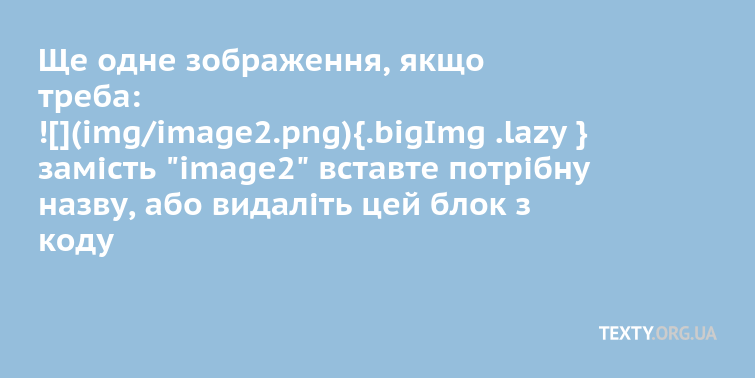 Ще одне зображення, якщо
треба:
![](img/image2.png){.bigImg .lazy }
замість "image2" вставте потрібну
назву, або видаліть цей блок з
коду
TEXTY.ORG.UA